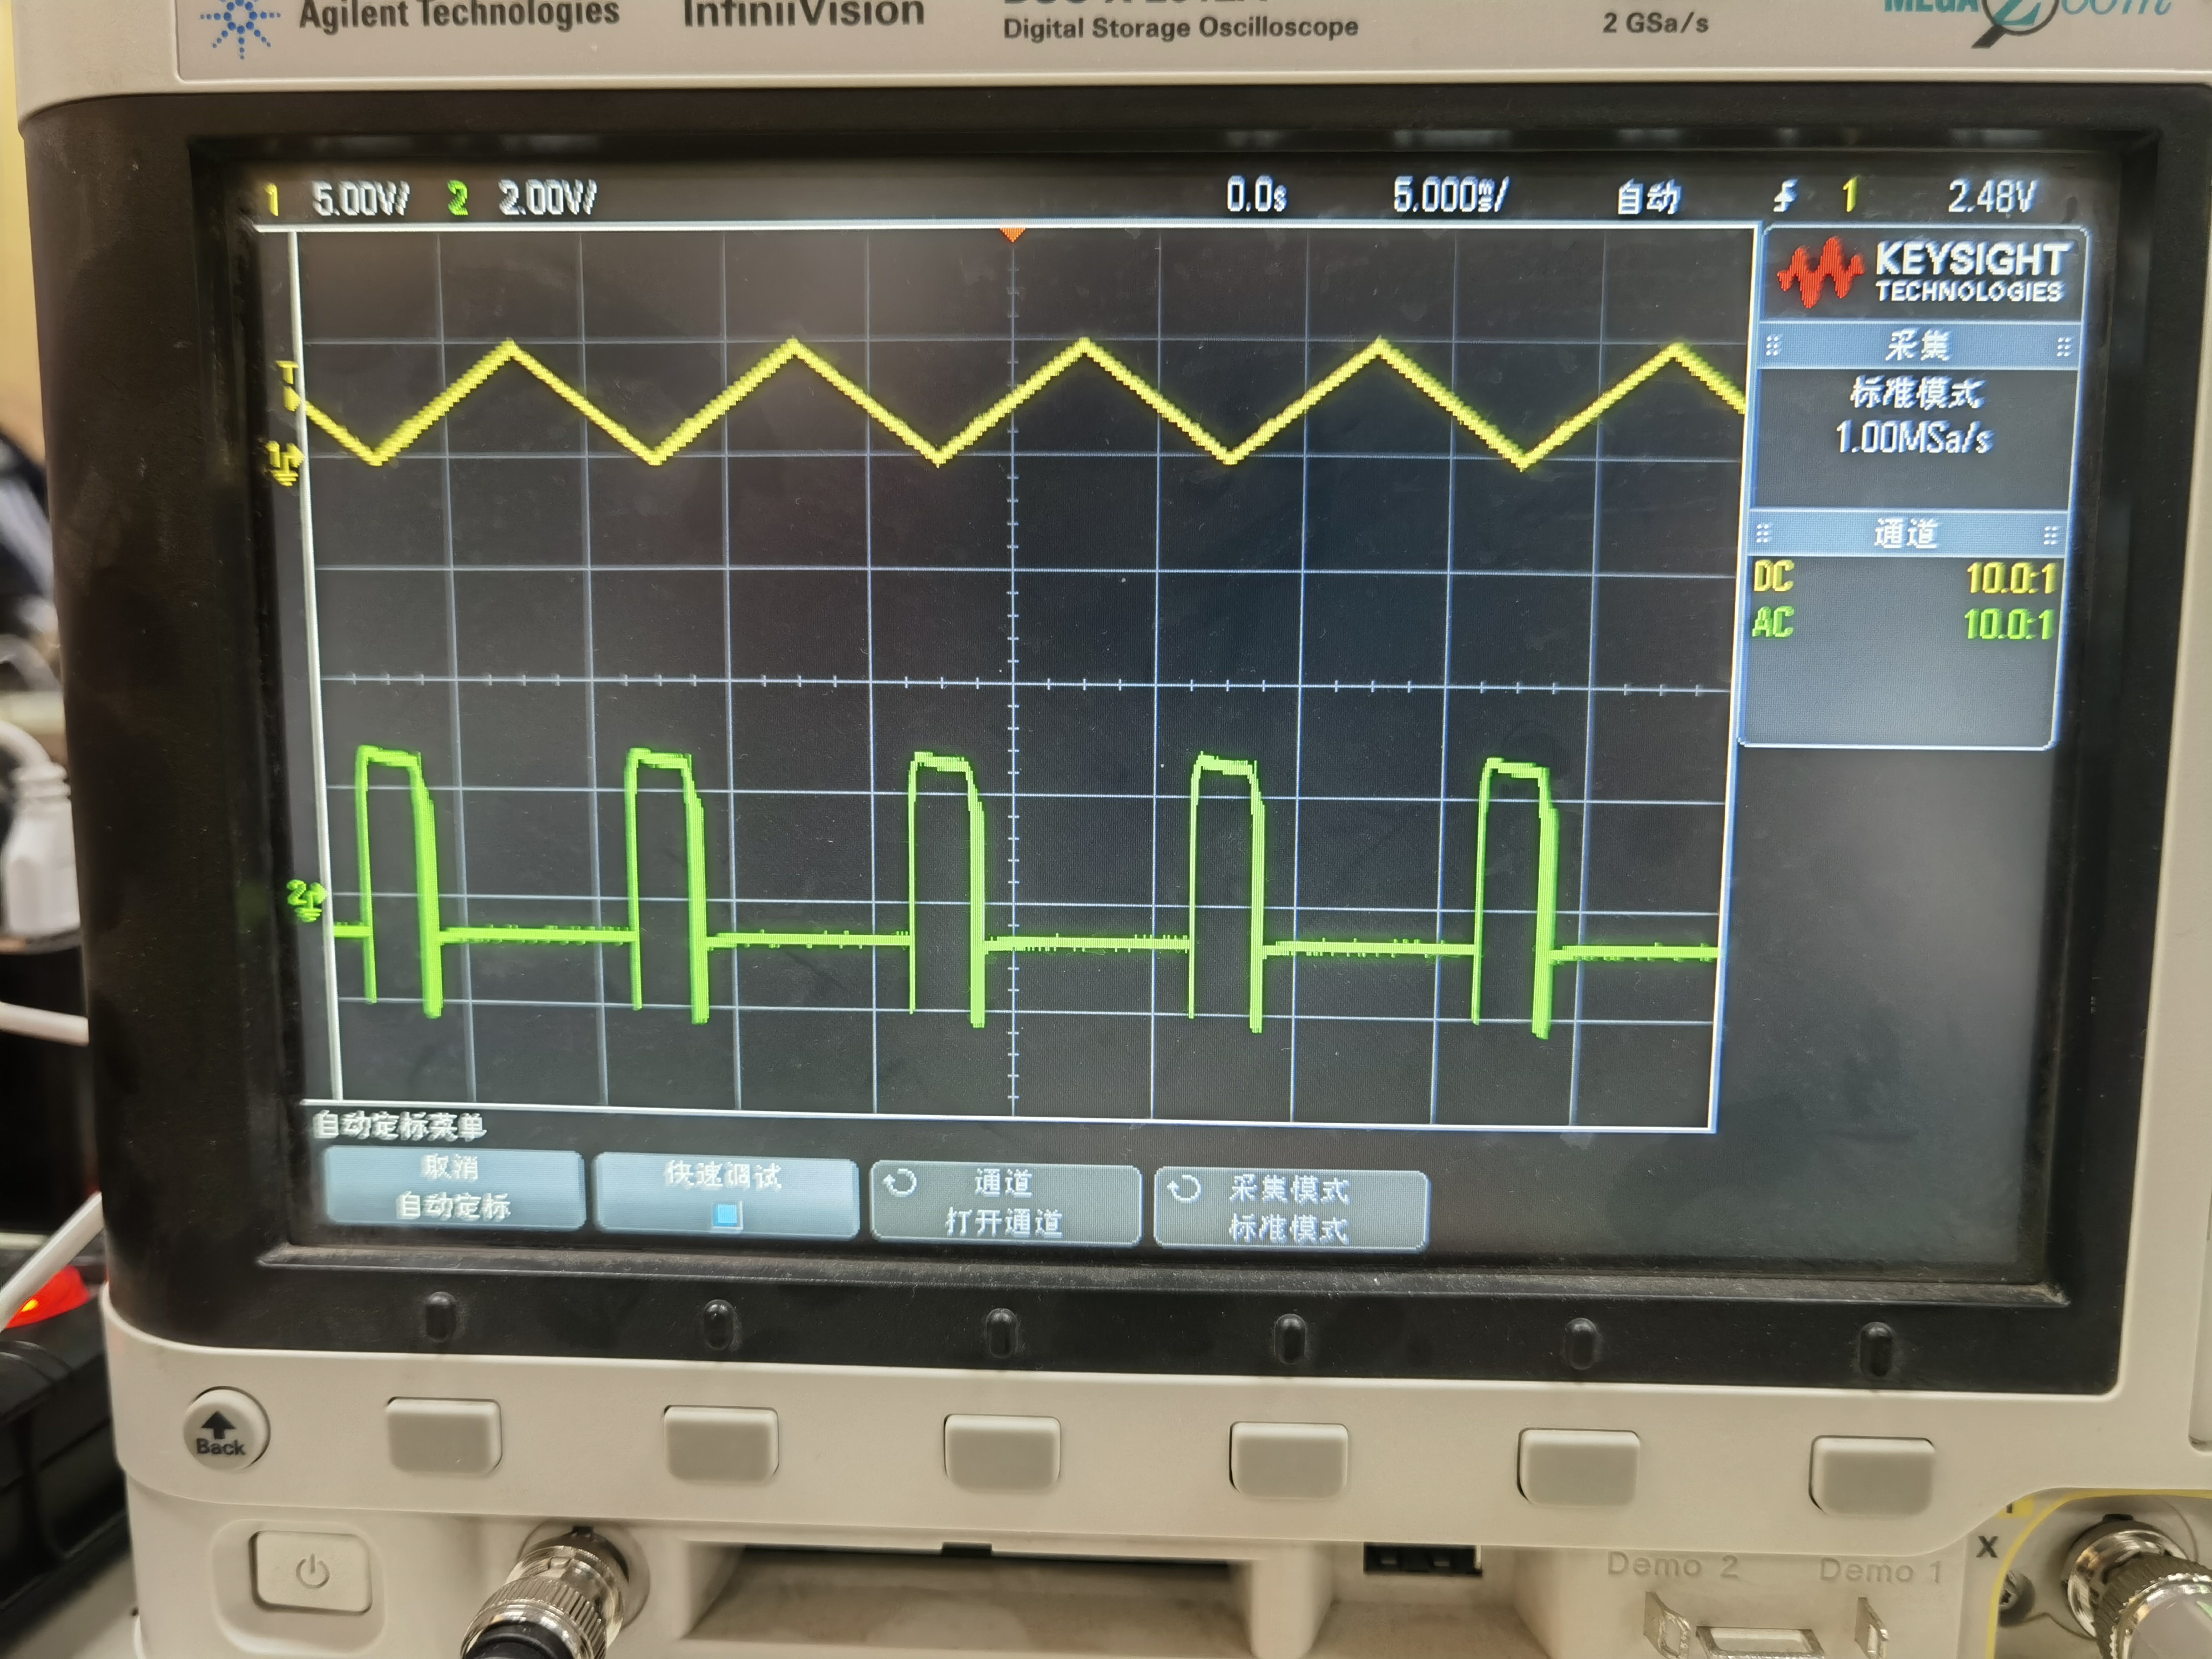 Agilent Technologies InfiniiVision
Digital Storage Oscilloscope 2 GSa/s
MEGA Zoom
1 5.00V/ 2 2.00V/ 0.0s 5.000ms/ 自动 1 2.48V
KEYSIGHT
TECHNOLOGIES
采集
标准模式
1.00MSa/s
通道
DC 10.0:1
AC 10.0:1
T
1
2
自动定标菜单
取消
自动定标
快速调试
通道
打开通道
采集模式
标准模式
Back
Demo 2 Demo 1
X